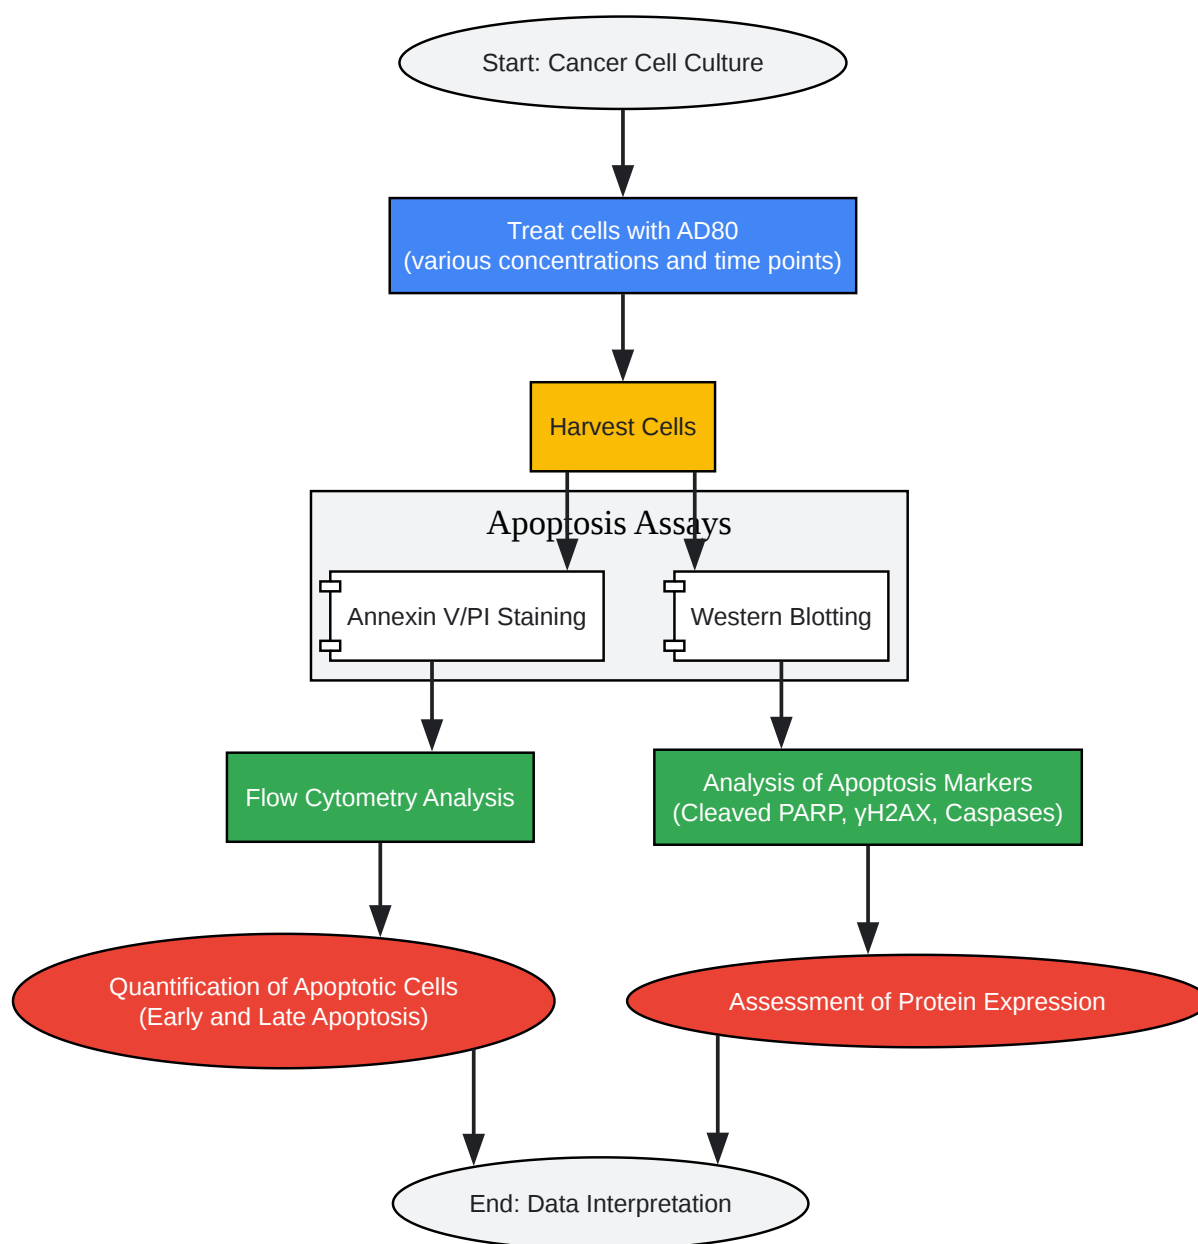 Start: Cancer Cell Culture
Treat cells with AD80
(various concentrations and time points)
Harvest Cells
Apoptosis Assays
Annexin V/PI Staining
Western Blotting
Flow Cytometry Analysis
Analysis of Apoptosis Markers
(Cleaved PARP, γH2AX, Caspases)
Quantification of Apoptotic Cells
(Early and Late Apoptosis)
Assessment of Protein Expression
End: Data Interpretation